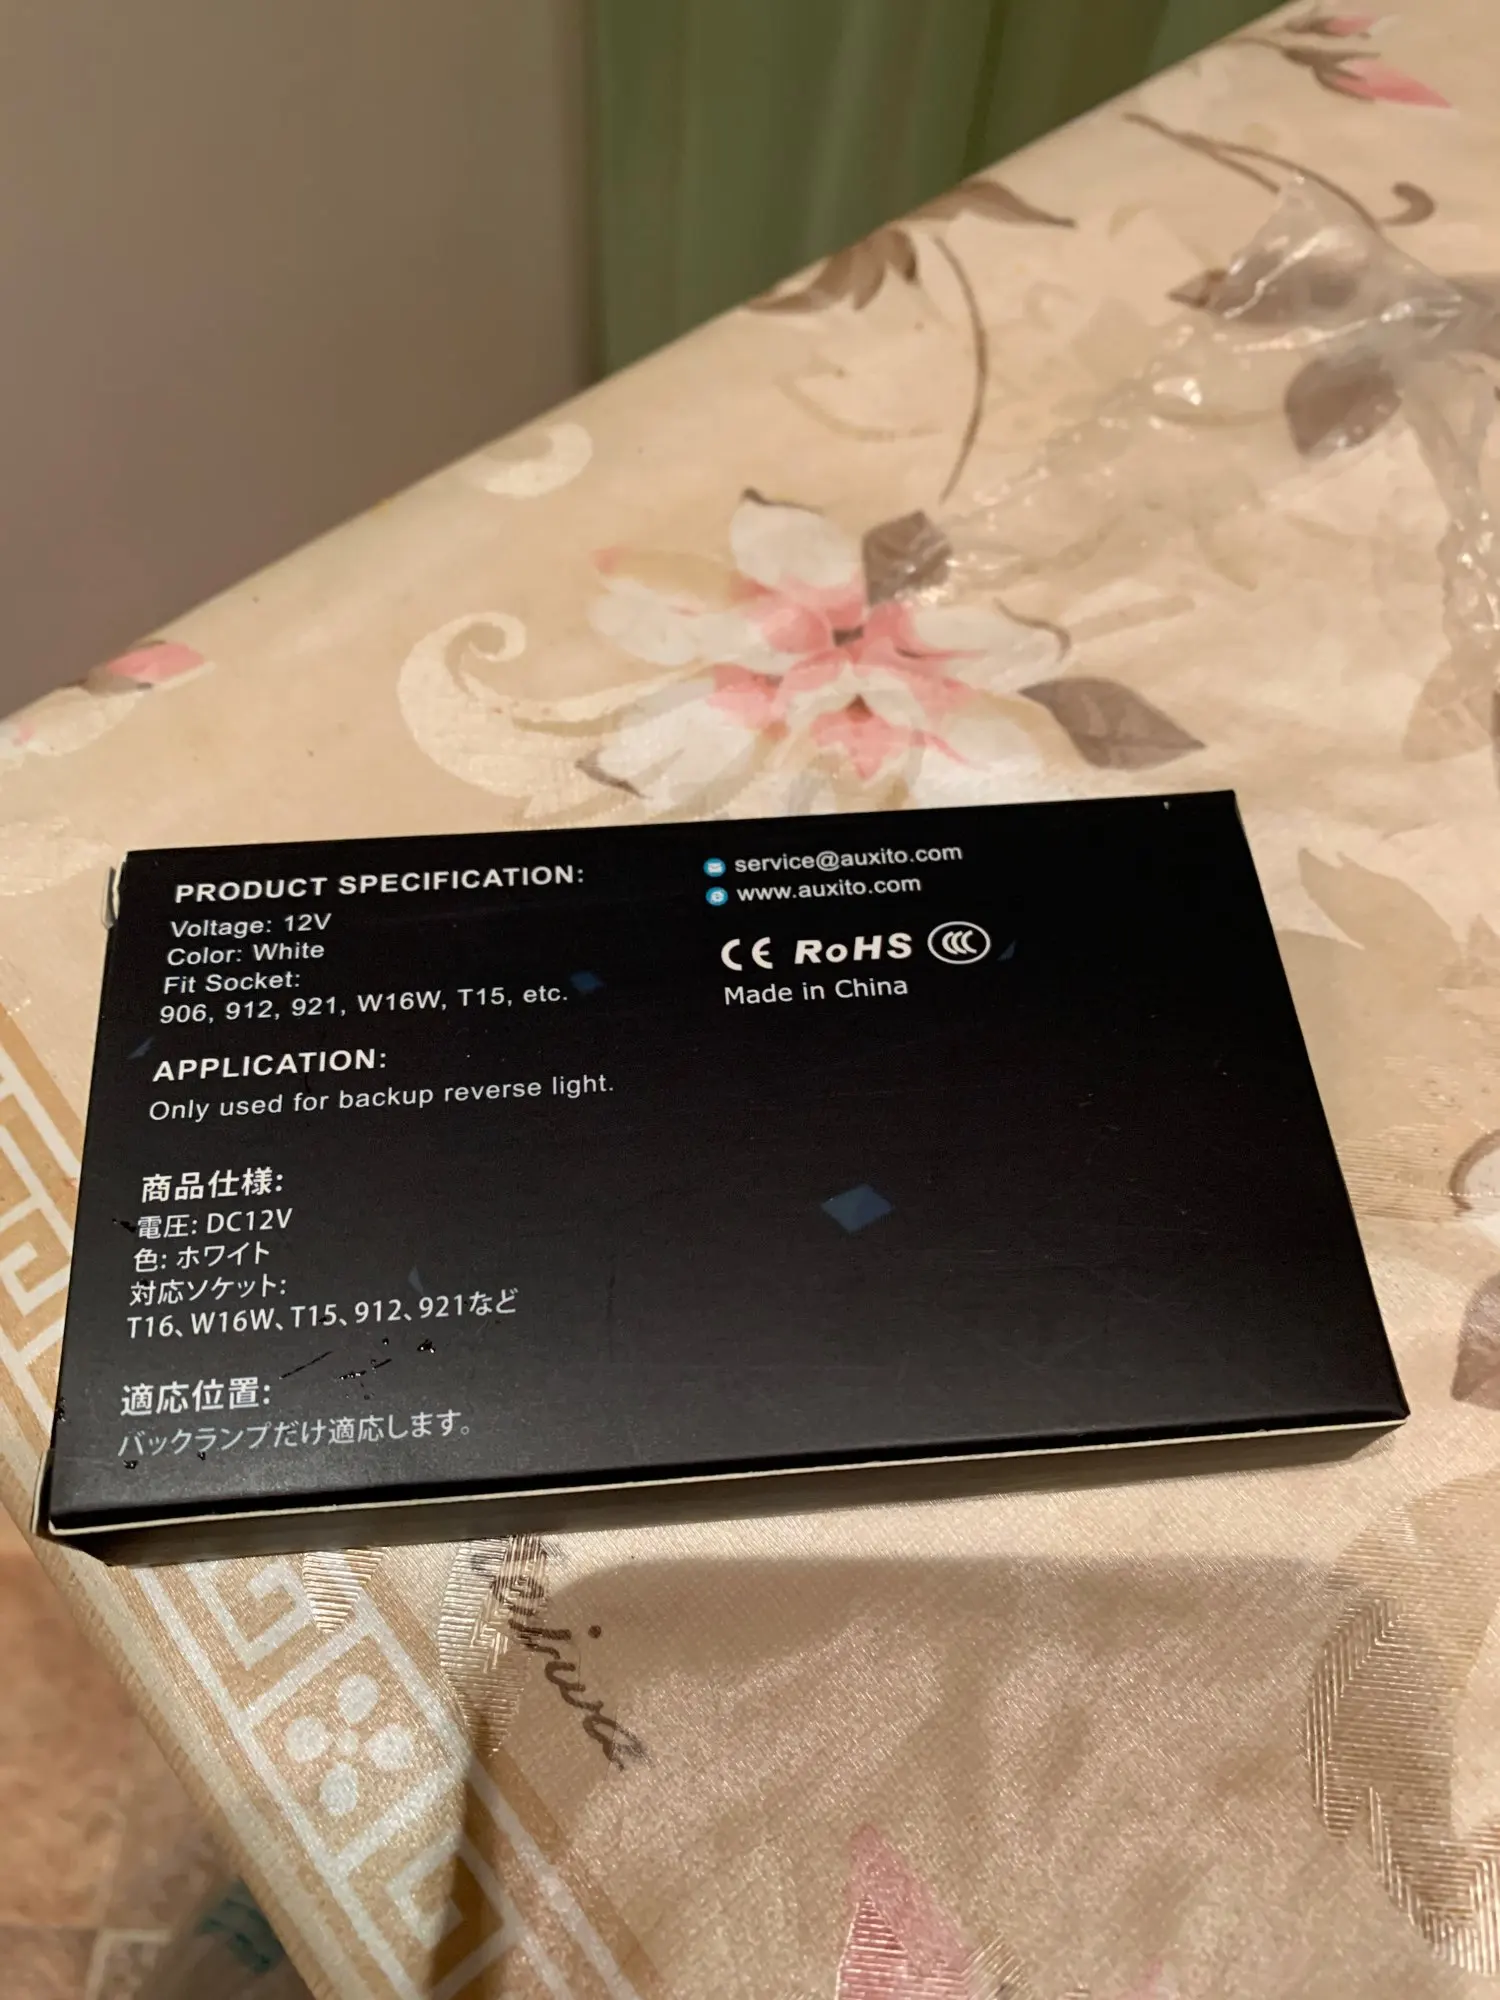 PRODUCT SPECIFICATION:
Voltage: 12V
Color: White
Fit Socket:
906, 912, 921, W16W, T15, etc.
APPLICATION:
Only used for backup reverse light.
商品仕様:
電圧: DC12V
色: ホワイト
対応ソケット:
T16、W16W、T15、912、921など
適応位置:
バックランプだけ適応します。
service@auxito.com
www.auxito.com
CE RoHS CCC
Made in China